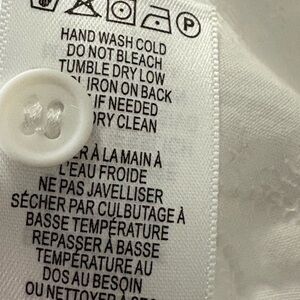 P
HAND WASH COLD
DO NOT BLEACH
TUMBLE DRY LOW
IRON ON BACK
IF NEEDED
DRY CLEAN
À LA MAIN À
L'EAU FROIDE
NE PAS JAVELLISER
SÉCHER PAR CULBUTAGE À
BASSE TEMPÉRATURE
REPASSER À BASSE
TEMPÉRATURE AU
DOS AU BESOIN
OU NETTOYER À